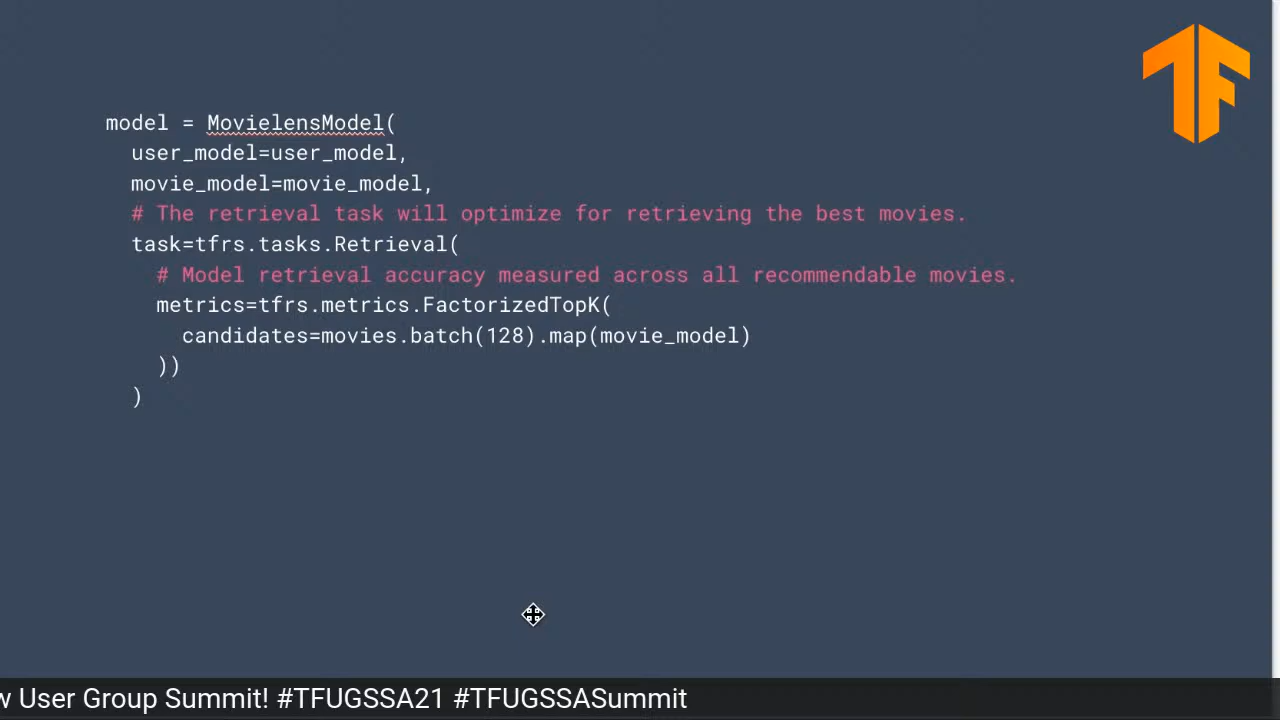 model = MovielensModel(
user_model=user_model,
movie_model=movie_model,
# The retrieval task will optimize for retrieving the best movies.
task=tfrs.tasks.Retrieval(
# Model retrieval accuracy measured across all recommendable movies.
metrics=tfrs.metrics.FactorizedTopK(
candidates=movies.batch(128).map(movie_model)
))
)
w User Group Summit! #TFUGSSA21 #TFUGSSASummit